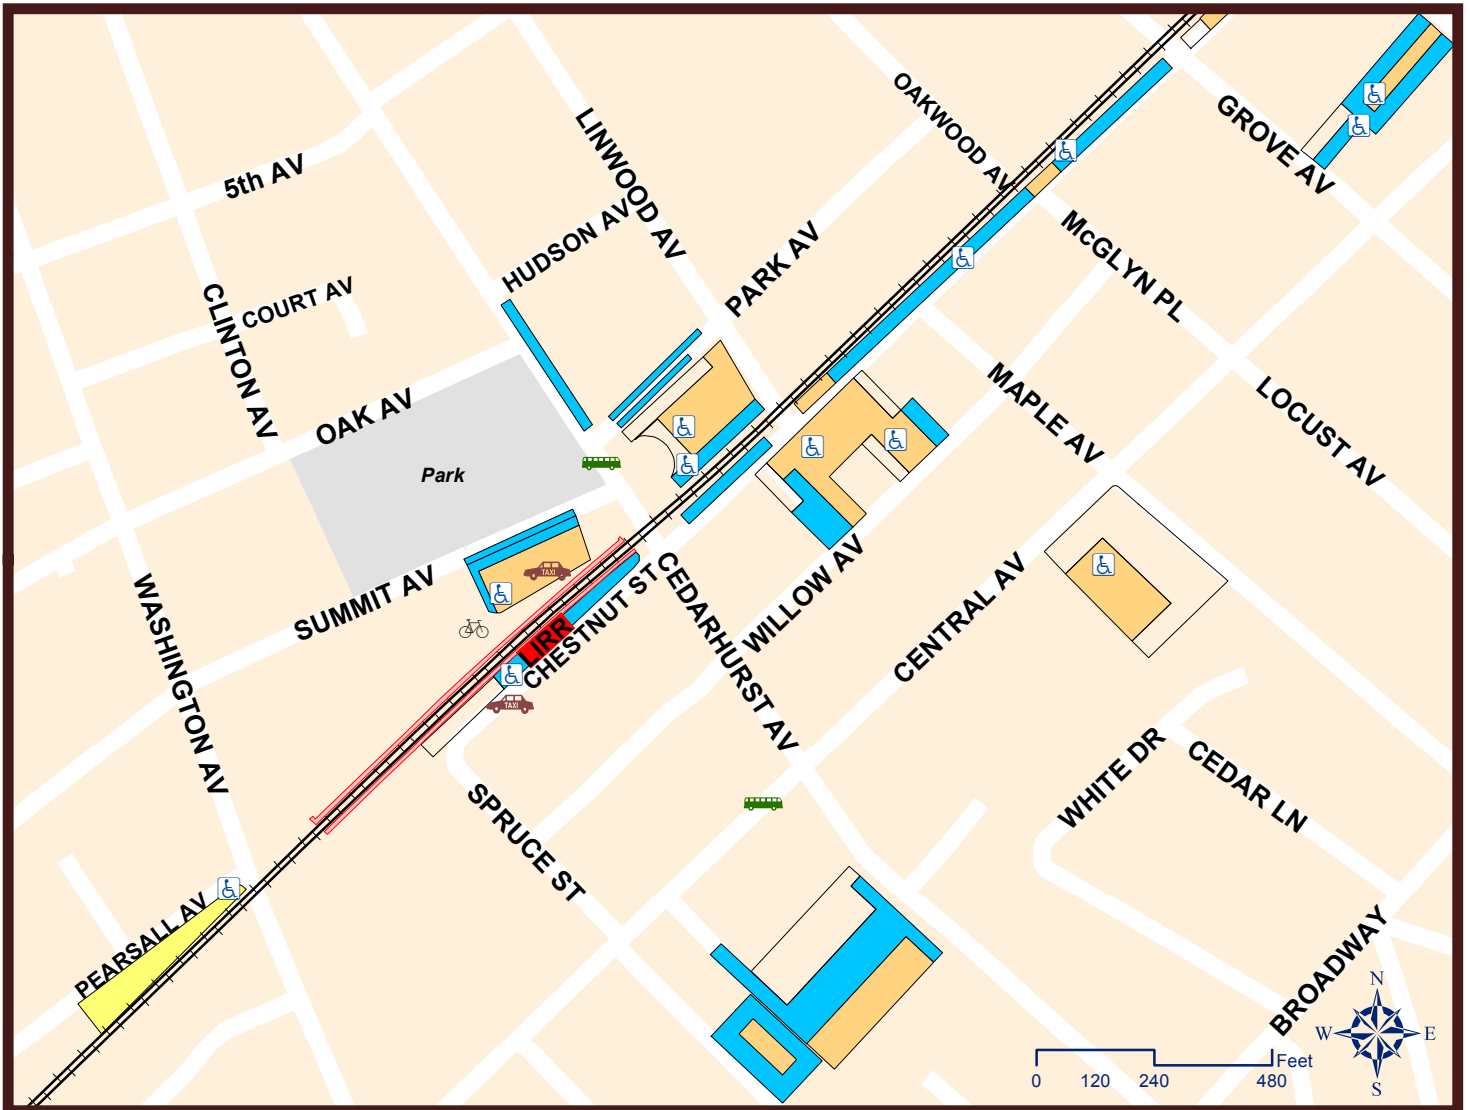 OAKWOOD AV
GROVE AV
LINWOOD AV
5th AV
HUDSON AV
PARK AV
McGLYN PL
CLINTON AV
COURT AV
OAK AV
MAPLE AV
LOCUST AV
Park
SUMMIT AV
TAXI
WASHINGTON AV
LIRR
CHESTNUT ST
CEDARHURST AV
WILLOW AV
CENTRAL AV
TAXI
SPRUCE ST
WHITE DR
CEDAR LN
PEARSALL AV
BROADWAY
N
W
E
S
Feet
0 120 240 480